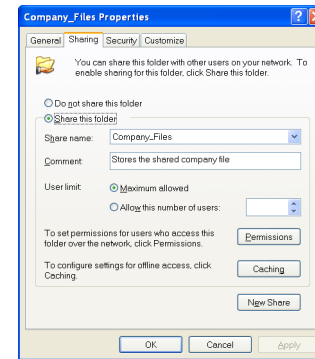 Company_Files Properties
General Sharing Security Customize
You can share this folder with other users on your network. To
enable sharing for this folder, click Share this folder.
Do not share this folder
Share this folder
Share name: Company_Files
Comment: Stores the shared company file
User limit: Maximum allowed
Allow this number of users:
To set permissions for users who access this
folder over the network, click Permissions.
Permissions
To configure settings for offline access, click
Caching.
Caching
New Share
OK Cancel Apply